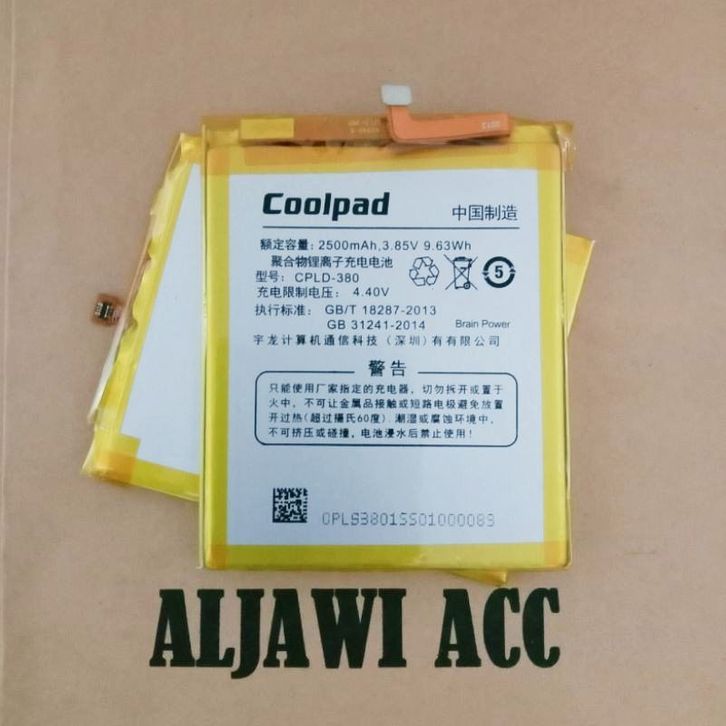 Coolpad
中国制造
额定容量: 2500mAh,3.85V 9.63Wh
聚合物锂离子充电电池
型号: CPLD-380
充电限制电压: 4.40V
执行标准: GB/T 18287-2013
GB 31241-2014
Brain Power
宇龙计算机通信科技（深圳）有有限公司
5
警告
只能使用厂家指定的充电器，切勿拆开或置于
火中，不可让金属品接触或短路电极避免放置
开过热(超过攝氏60度).潮湿或腐蚀环境中，
不可挤压或碰撞，电池浸水后禁止使用！
0PLS3801SS01000083
ALJAWI ACC